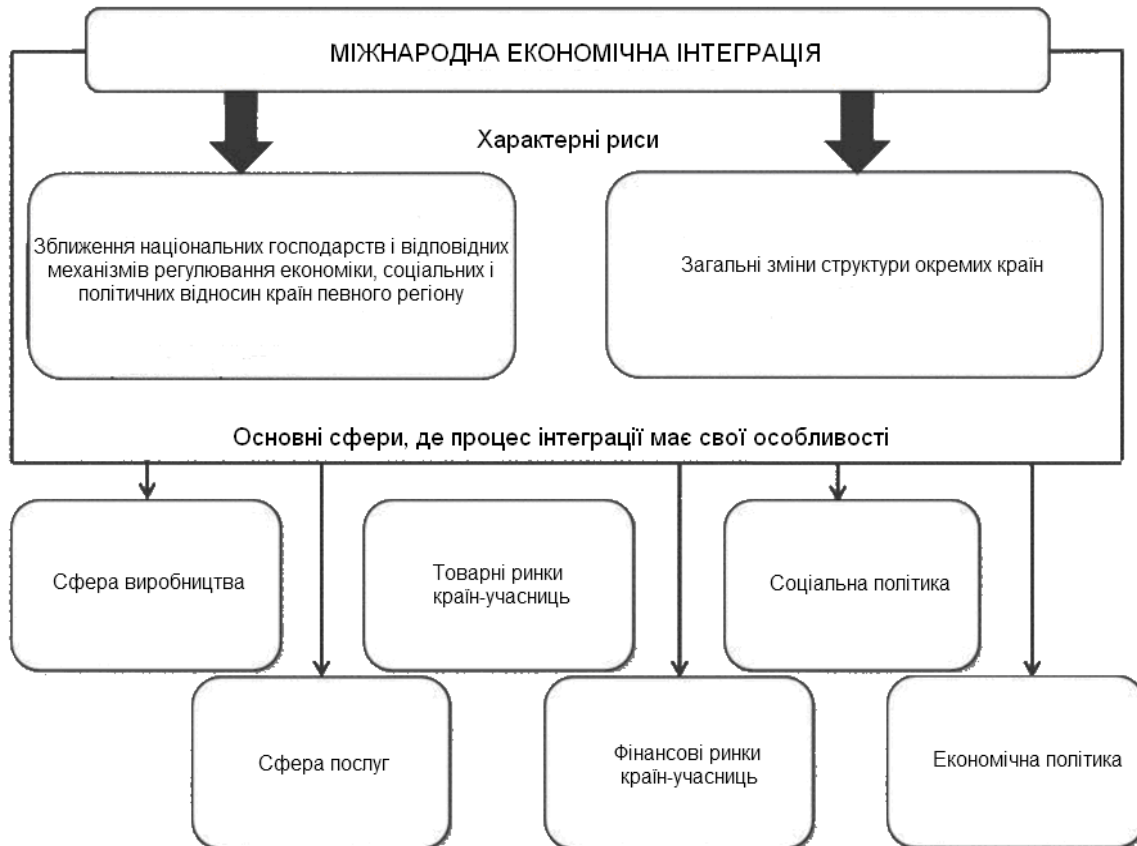 МІЖНАРОДНА ЕКОНОМІЧНА ІНТЕГРАЦІЯ
Характерні риси
Зближення національних господарств і відповідних
механізмів регулювання економіки, соціальних і
політичних відносин країн певного регіону
Загальні зміни структури окремих країн
Основні сфери, де процес інтеграції має свої особливості
Сфера виробництва
Товарні ринки
країн-учасниць
Соціальна політика
Сфера послуг
Фінансові ринки
країн-учасниць
Економічна політика